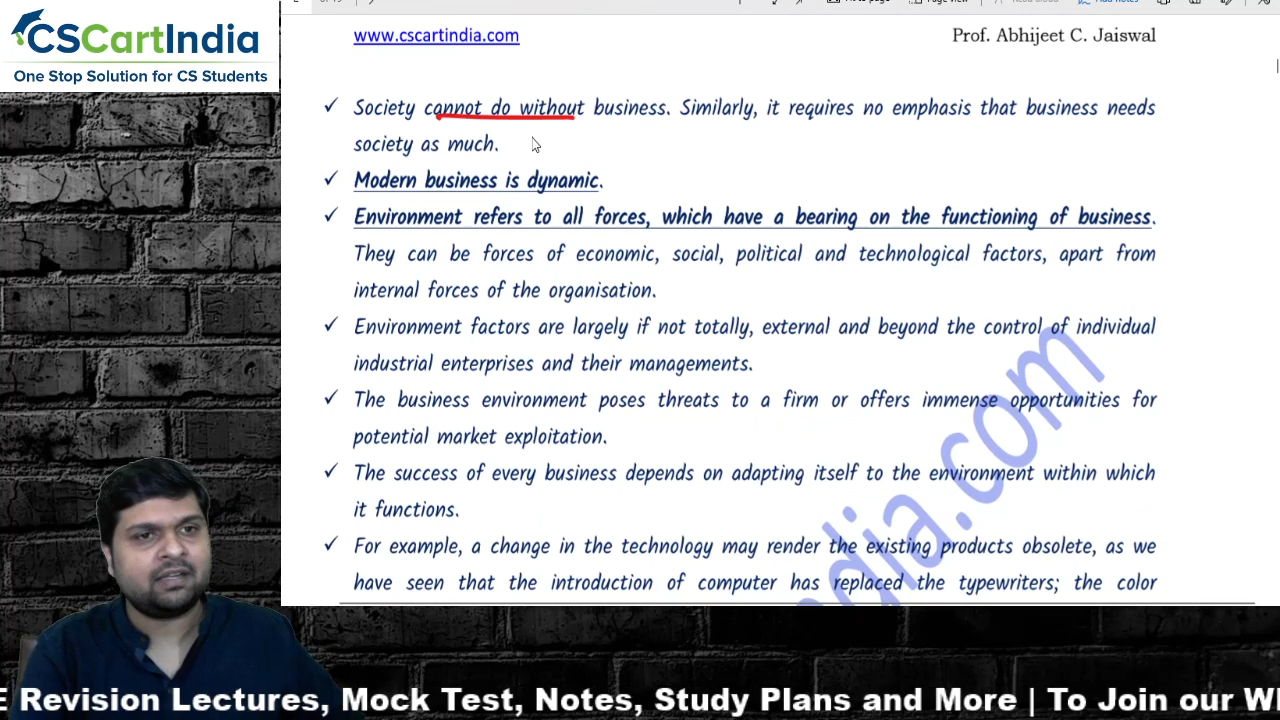 CSCartIndia
One Stop Solution for CS Students
www.cscartindia.com
Prof. Abhijeet C. Jaiswal
✓ Society cannot do without business. Similarly, it requires no emphasis that business needs
society as much.
✓ Modern business is dynamic.
✓ Environment refers to all forces, which have a bearing on the functioning of business.
They can be forces of economic, social, political and technological factors, apart from
internal forces of the organisation.
✓ Environment factors are largely if not totally, external and beyond the control of individual
industrial enterprises and their managements.
✓ The business environment poses threats to a firm or offers immense opportunities for
potential market exploitation.
✓ The success of every business depends on adapting itself to the environment within which
it functions.
✓ For example, a change in the technology may render the existing products obsolete, as we
have seen that the introduction of computer has replaced the typewriters; the color
dia.com
E Revision Lectures, Mock Test, Notes, Study Plans and More | To Join our W